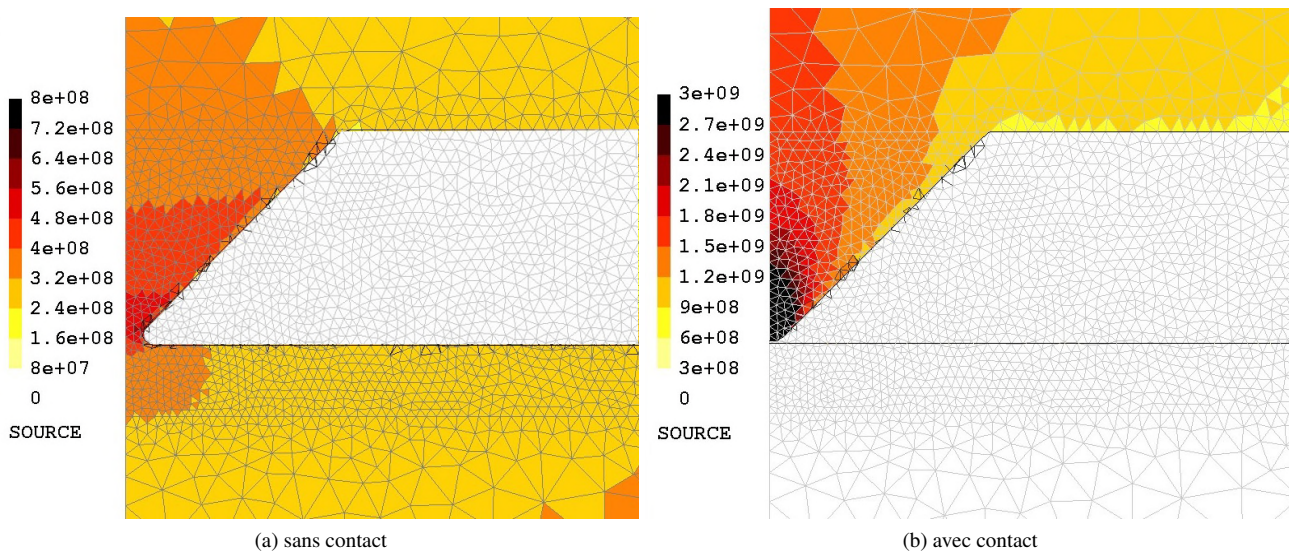 8e+08
7.2e+08
6.4e+08
5.6e+08
4.8e+08
4e+08
3.2e+08
2.4e+08
1.6e+08
8e+07
0
SOURCE
(a) sans contact
3e+09
2.7e+09
2.4e+09
2.1e+09
1.8e+09
1.5e+09
1.2e+09
9e+08
6e+08
3e+08
0
SOURCE
(b) avec contact